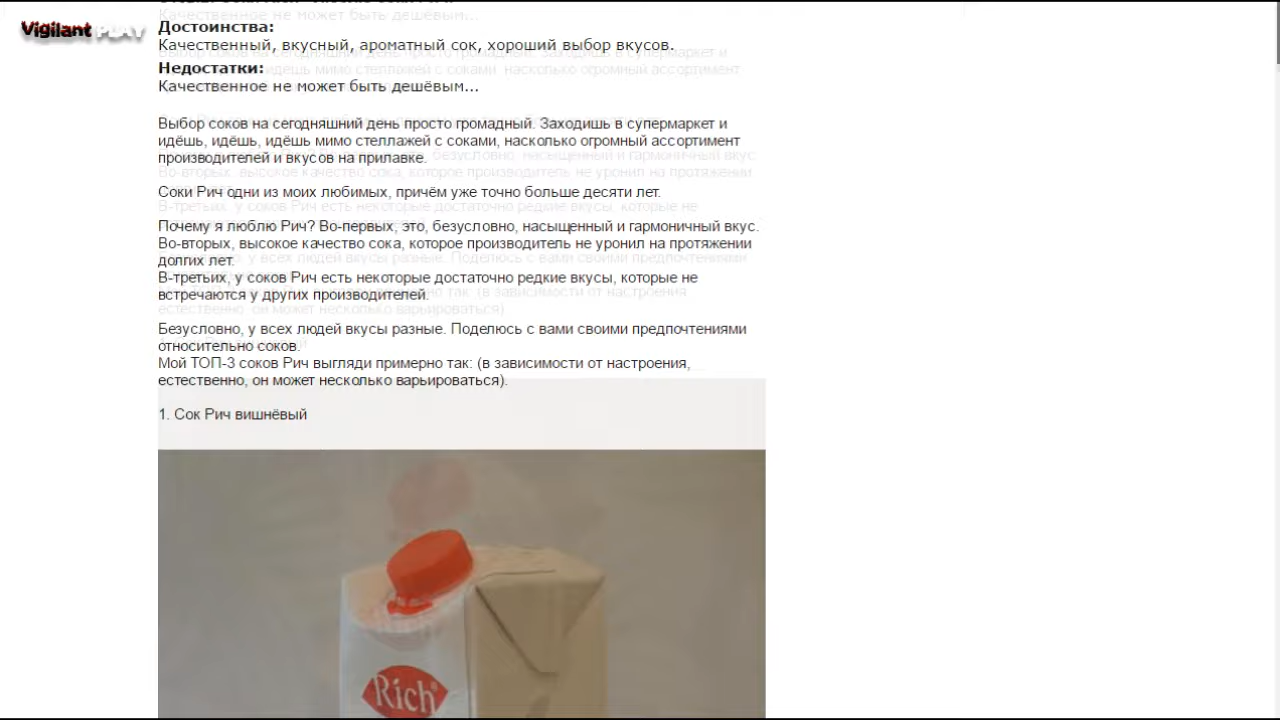 Vigilant PLAY
Достоинства:
Качественный, вкусный, ароматный сок, хороший выбор вкусов.
Недостатки:
Качественное не может быть дешёвым...
Выбор соков на сегодняшний день просто громадный. Заходишь в супермаркет и
идёшь, идёшь, идёшь мимо стеллажей с соками, насколько огромный ассортимент
производителей и вкусов на прилавке.
Соки Рич одни из моих любимых, причём уже точно больше десяти лет.
Почему я люблю Рич? Во-первых, это, безусловно, насыщенный и гармоничный вкус.
Во-вторых, высокое качество сока, которое производитель не уронил на протяжении
долгих лет.
В-третьих, у соков Рич есть некоторые достаточно редкие вкусы, которые не
встречаются у других производителей.
Безусловно, у всех людей вкусы разные. Поделюсь с вами своими предпочтениями
относительно соков.
Мой ТОП-3 соков Рич выгляди примерно так: (в зависимости от настроения,
естественно, он может несколько варьироваться).
1. Сок Рич вишнёвый
Rich®